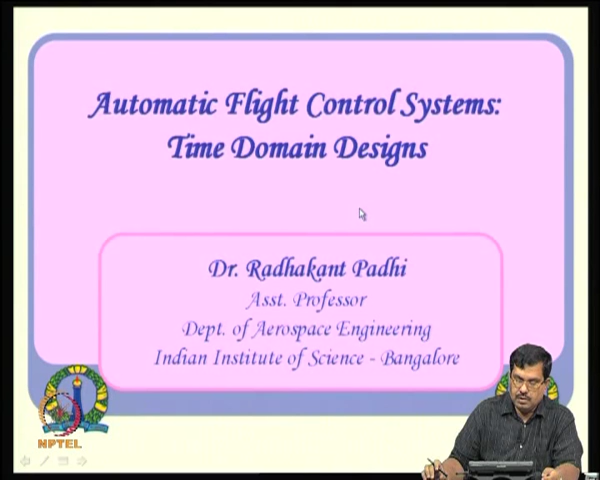 Automatic Flight Control Systems:
Time Domain Designs
Dr. Radhakant Padhi
Asst. Professor
Dept. of Aerospace Engineering
Indian Institute of Science - Bangalore
NPTEL